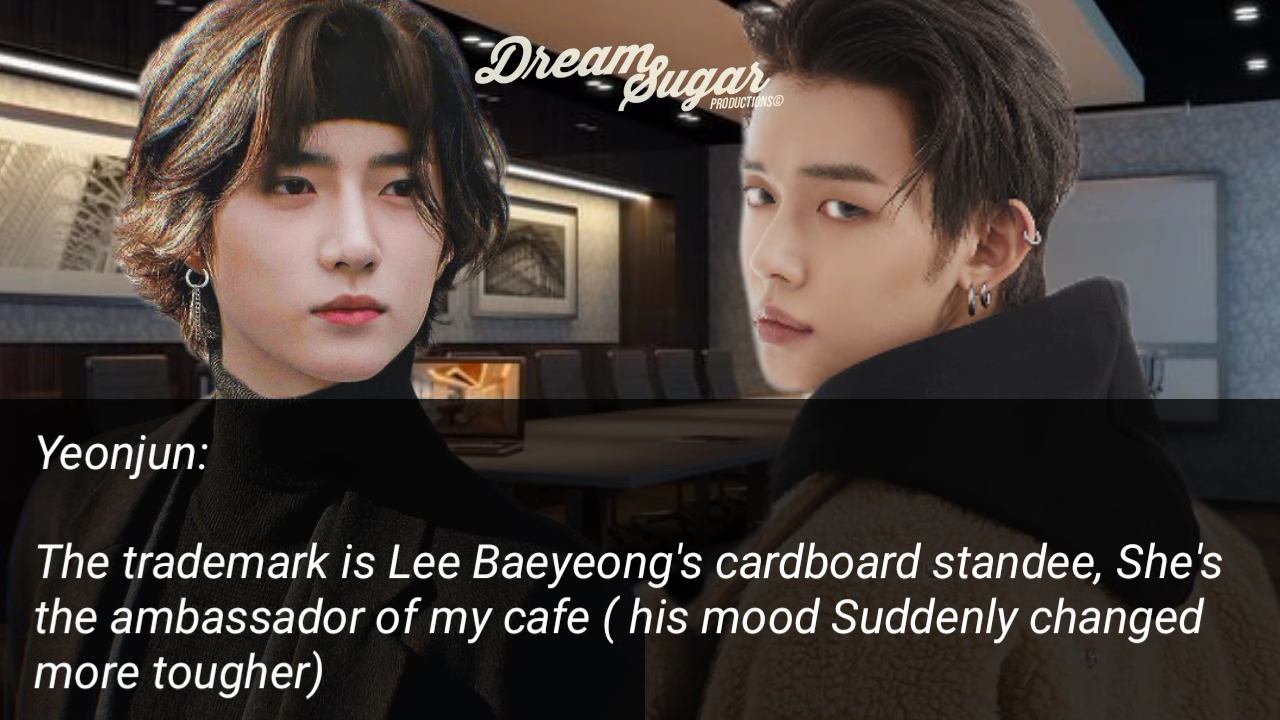 Dream
Sugar
PRODUCTIONS©
Yeonjun:
The trademark is Lee Baeyeong's cardboard standee, She's
the ambassador of my cafe ( his mood Suddenly changed
more tougher)